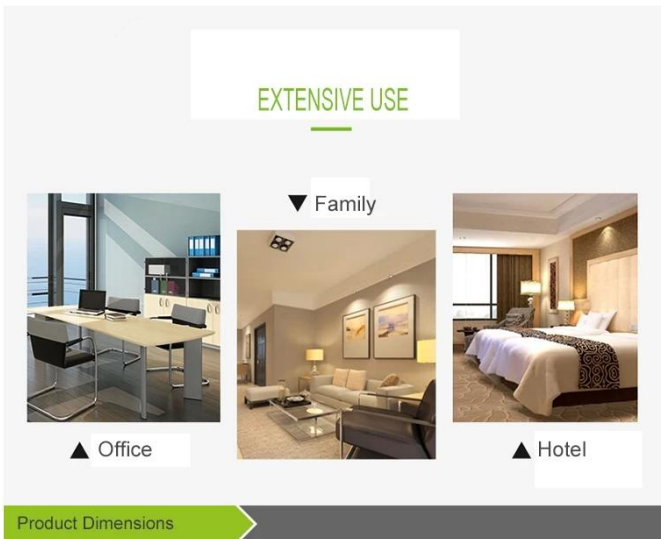 EXTENSIVE USE
▼ Family
▲ Office
▲ Hotel
Product Dimensions